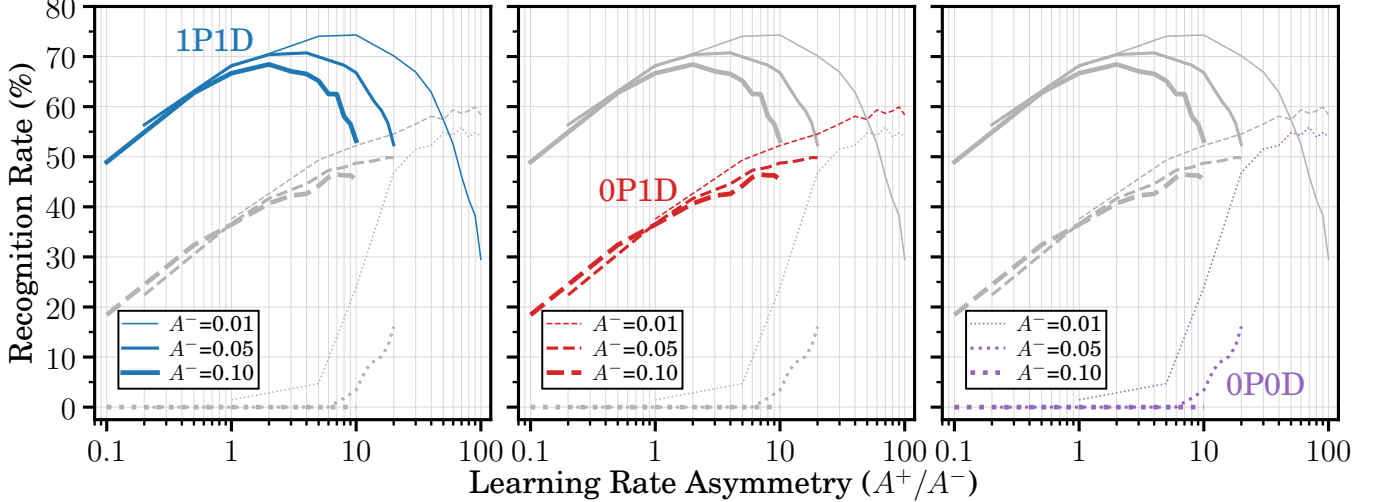 Recognition Rate (%)
80
70
60
50
40
30
20
10
0
1P1D
A⁻=0.01
A⁻=0.05
A⁻=0.10
0.1 1 10 100
0P1D
A⁻=0.01
A⁻=0.05
A⁻=0.10
0.1 1 10 100
0P0D
A⁻=0.01
A⁻=0.05
A⁻=0.10
0.1 1 10 100
Learning Rate Asymmetry (A⁺/A⁻)